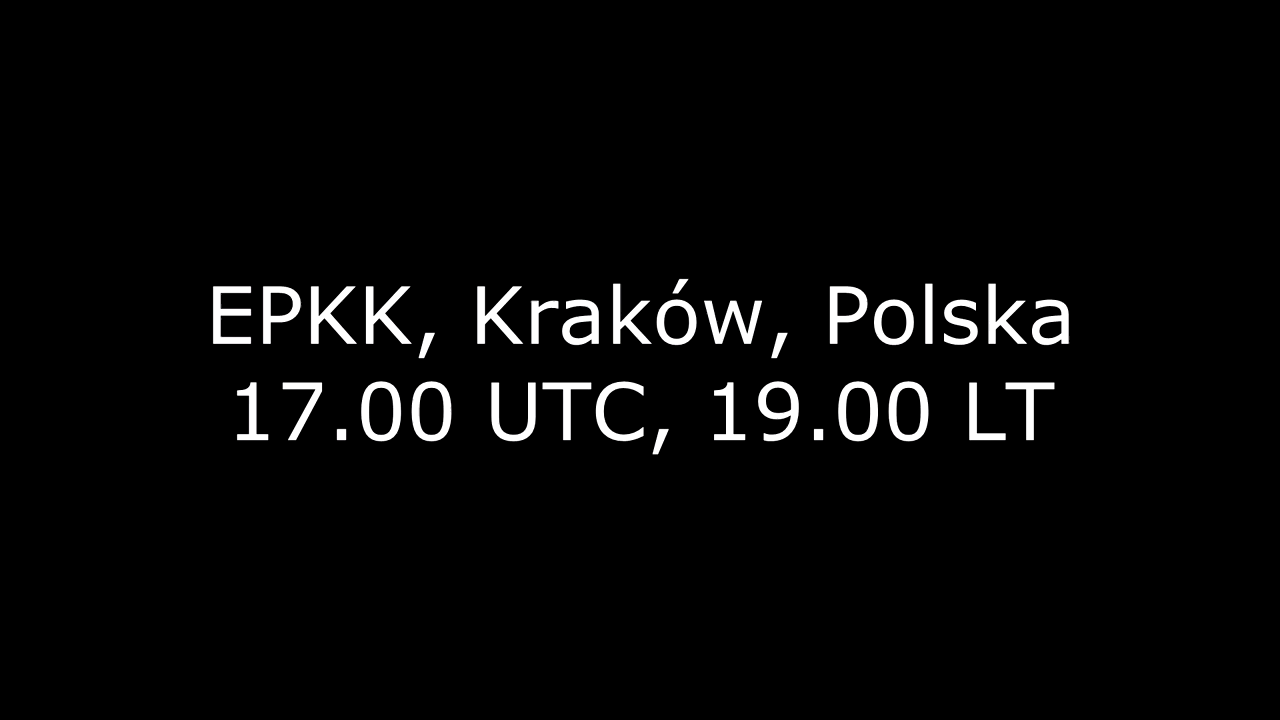 EPKK, Kraków, Polska
17.00 UTC, 19.00 LT